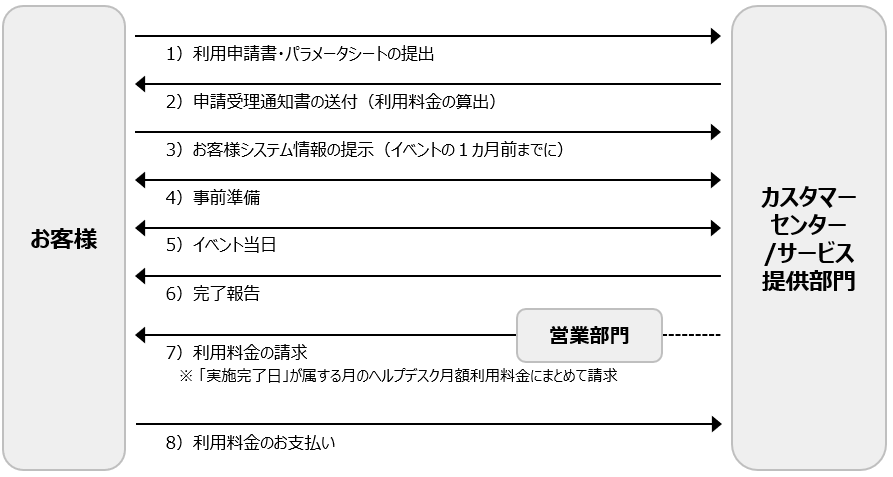 お客様
1）利用申請書・パラメータシートの提出
2）申請受理通知書の送付（利用料金の算出）
3）お客様システム情報の提示（イベントの１カ月前までに）
4）事前準備
5）イベント当日
6）完了報告
営業部門
7）利用料金の請求
※ 「実施完了日」が属する月のヘルプデスク月額利用料金にまとめて請求
8）利用料金のお支払い
カスタマー
センター
/サービス
提供部門